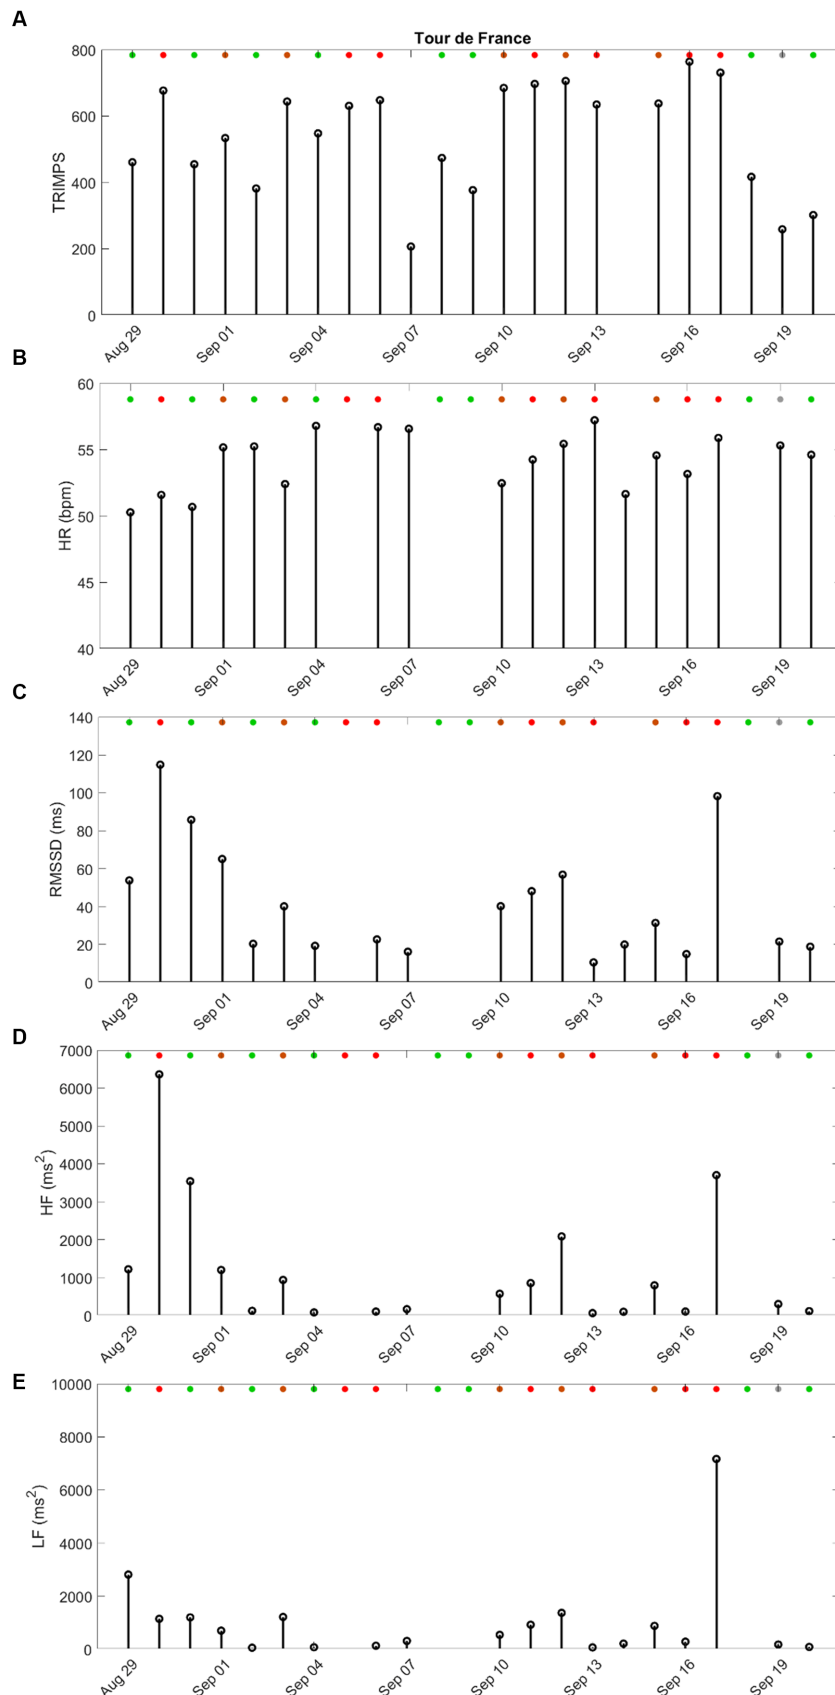 A
Tour de France
800
600
400
200
0
TRIMPS
Aug 29
Sep 01
Sep 04
Sep 07
Sep 10
Sep 13
Sep 16
Sep 19
B
60
55
50
45
40
HR (bpm)
Aug 29
Sep 01
Sep 04
Sep 07
Sep 10
Sep 13
Sep 16
Sep 19
C
140
120
100
80
60
40
20
0
RMSSD (ms)
Aug 29
Sep 01
Sep 04
Sep 07
Sep 10
Sep 13
Sep 16
Sep 19
D
7000
6000
5000
4000
3000
2000
1000
0
HF (ms²)
Aug 29
Sep 01
Sep 04
Sep 07
Sep 10
Sep 13
Sep 16
Sep 19
E
10000
8000
6000
4000
2000
0
LF (ms²)
Aug 29
Sep 01
Sep 04
Sep 07
Sep 10
Sep 13
Sep 16
Sep 19